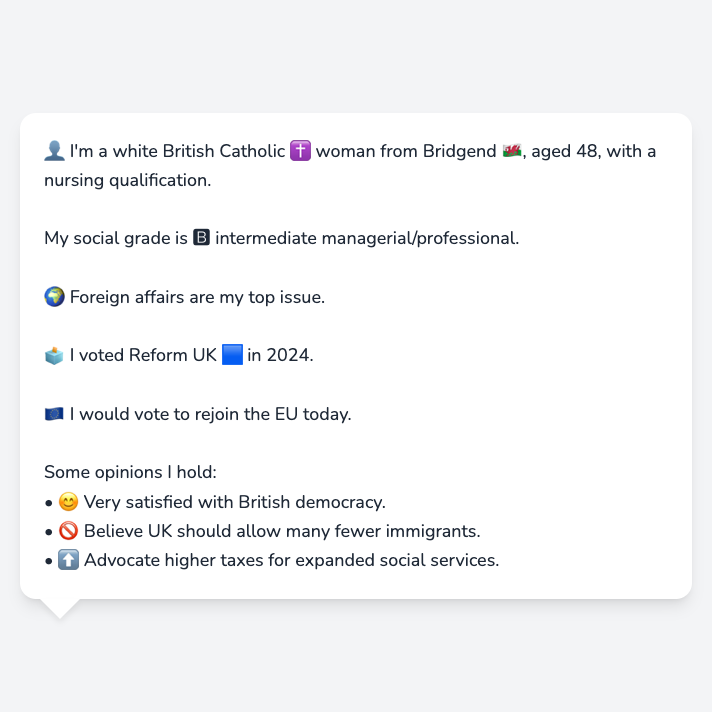 👤 I'm a white British Catholic ✝️ woman from Bridgend 🏴󠁧󠁢󠁷󠁬󠁳󠁿, aged 48, with a
nursing qualification.
My social grade is 🅱 intermediate managerial/professional.
🌍 Foreign affairs are my top issue.
🗳️ I voted Reform UK 🟦 in 2024.
🇪🇺 I would vote to rejoin the EU today.
Some opinions I hold:
• 😊 Very satisfied with British democracy.
• 🚫 Believe UK should allow many fewer immigrants.
• ⬆️ Advocate higher taxes for expanded social services.